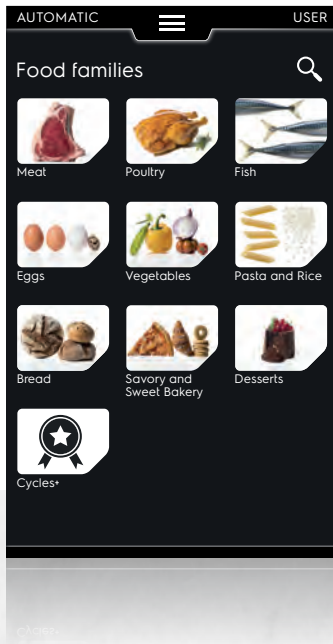 AUTOMATIC USER
Food families
Meat Poultry Fish
Eggs Vegetables Pasta and Rice
Bread Savory and Sweet Bakery Desserts
Cycles+